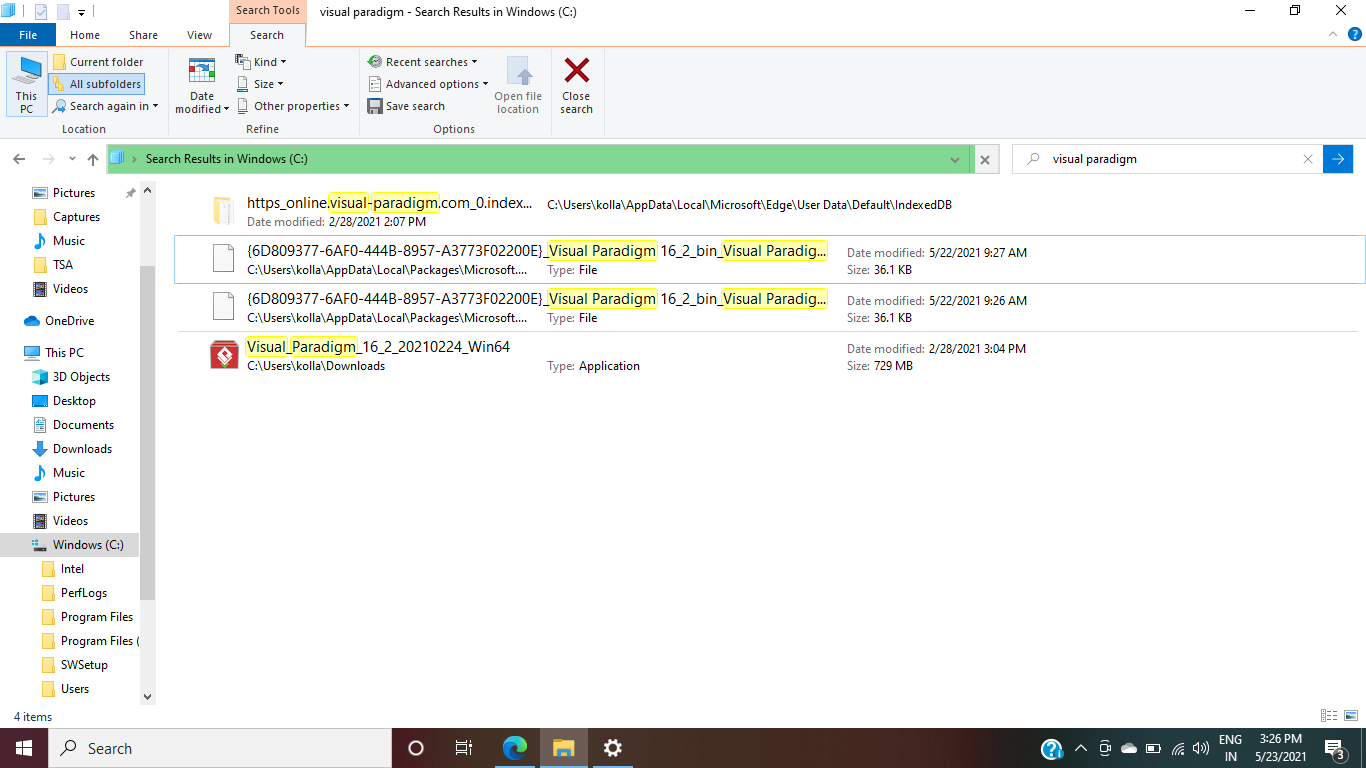 Search Tools
visual paradigm - Search Results in Windows (C:)
File
Home
Share
View
Search
This PC
Current folder
All subfolders
Search again in
Location
Date modified
Kind
Size
Other properties
Refine
Recent searches
Advanced options
Save search
Options
Open file location
Close search
Search Results in Windows (C:)
visual paradigm
Pictures
Captures
Music
TSA
Videos
OneDrive
This PC
3D Objects
Desktop
Documents
Downloads
Music
Pictures
Videos
Windows (C:)
Intel
PerfLogs
Program Files
Program Files (
SWSetup
Users
https_online.visual-paradigm.com_0.index...
C:\Users\kolla\AppData\Local\Microsoft\Edge\User Data\Default\IndexedDB
Date modified: 2/28/2021 2:07 PM
{6D809377-6AF0-444B-8957-A3773F02200E}_Visual Paradigm 16_2_bin_Visual Paradig...
Date modified: 5/22/2021 9:27 AM
C:\Users\kolla\AppData\Local\Packages\Microsoft....
Type: File
Size: 36.1 KB
{6D809377-6AF0-444B-8957-A3773F02200E}_Visual Paradigm 16_2_bin_Visual Paradig...
Date modified: 5/22/2021 9:26 AM
C:\Users\kolla\AppData\Local\Packages\Microsoft....
Type: File
Size: 36.1 KB
Visual_Paradigm_16_2_20210224_Win64
Date modified: 2/28/2021 3:04 PM
C:\Users\kolla\Downloads
Type: Application
Size: 729 MB
4 items
Search
ENG
IN
3:26 PM
5/23/2021
3